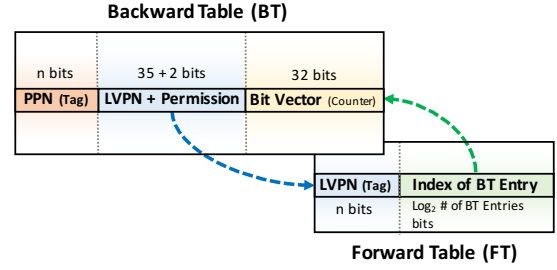 Backward Table (BT)
n bits 35 + 2 bits 32 bits
PPN (Tag) LVPN + Permission Bit Vector (Counter)
LVPN (Tag) Index of BT Entry
n bits Log₂ # of BT Entries
bits
Forward Table (FT)